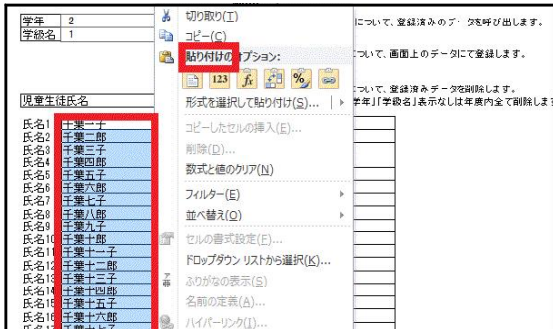 学年 2
学級名 1
について、登録済みのデータを呼び出します。
ついて、画面上のデータにて登録します。
ついて、登録済みデータを削除します。
学年」「学級名」表示なしは年度内全て削除しま
児童生徒氏名
氏名1 千葉一子
氏名2 千葉二郎
氏名3 千葉三子
氏名4 千葉四郎
氏名5 千葉五子
氏名6 千葉六郎
氏名7 千葉七子
氏名8 千葉八郎
氏名9 千葉九子
氏名10 千葉十郎
氏名11 千葉十一子
氏名12 千葉十二郎
氏名13 千葉十三子
氏名14 千葉十四郎
氏名15 千葉十五子
氏名16 千葉十六郎
氏名17 千葉十七子
切り取り(T)
コピー(C)
貼り付けのオプション:
123 fx %
形式を選択して貼り付け(S)...
コピーしたセルの挿入(E)...
削除(D)...
数式と値のクリア(N)
フィルター(E)
並べ替え(O)
セルの書式設定(F)...
ドロップダウン リストから選択(K)...
ふりがなの表示(S)
名前の定義(A)...
ハイパーリンク(I)...